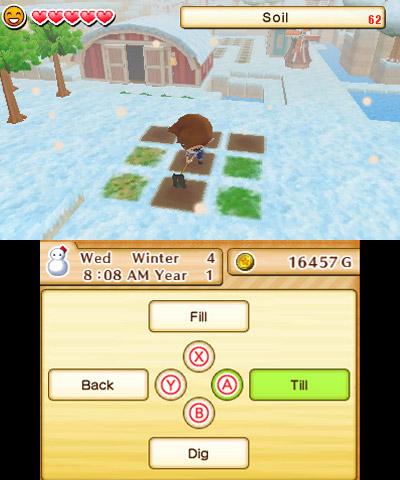 Soil
62
Wed Winter 4
8:08 AM Year 1
16457 G
Fill
X
Back
Y
A
Till
B
Dig